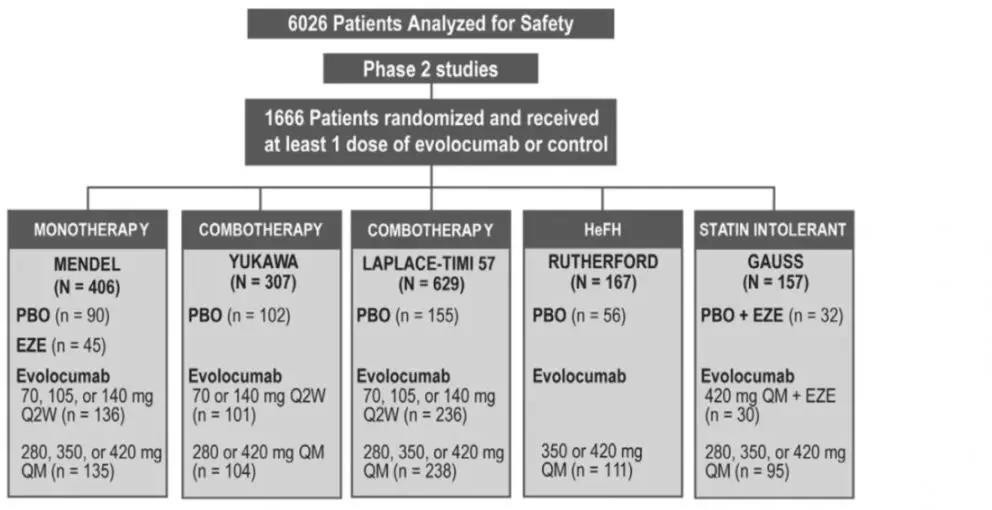 6026 Patients Analyzed for Safety
Phase 2 studies
1666 Patients randomized and received
at least 1 dose of evolocumab or control
MONOTHERAPY
MENDEL
(N = 406)
PBO (n = 90)
EZE (n = 45)
Evolocumab
70, 105, or 140 mg
Q2W (n = 136)
280, 350, or 420 mg
QM (n = 135)
COMBOTHERAPY
YUKAWA
(N = 307)
PBO (n = 102)
Evolocumab
70 or 140 mg Q2W
(n = 101)
280 or 420 mg QM
(n = 104)
COMBOTHERAPY
LAPLACE-TIMI 57
(N = 629)
PBO (n = 155)
Evolocumab
70, 105, or 140 mg
Q2W (n = 236)
280, 350, or 420 mg
QM (n = 238)
HeFH
RUTHERFORD
(N = 167)
PBO (n = 56)
Evolocumab
350 or 420 mg
QM (n = 111)
STATIN INTOLERANT
GAUSS
(N = 157)
PBO + EZE (n = 32)
Evolocumab
420 mg QM + EZE
(n = 30)
280, 350, or 420 mg
QM (n = 95)